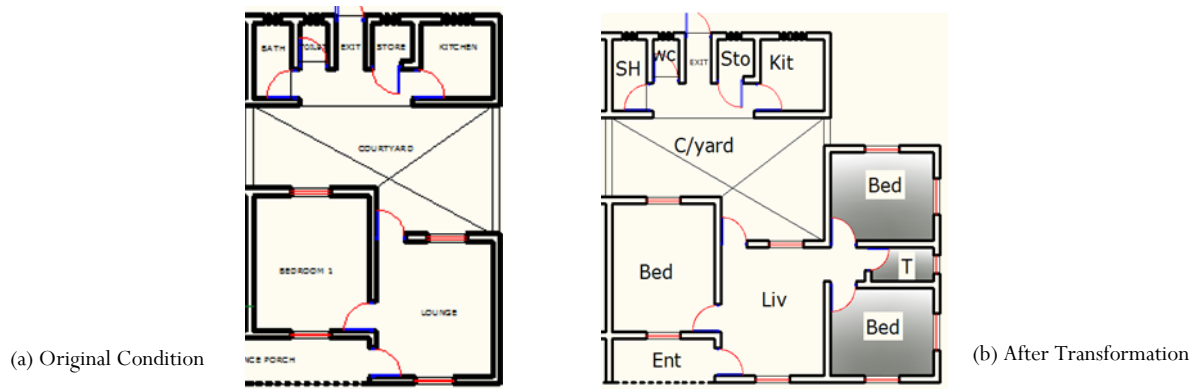 BATH
TOILET
EXIT
STORE
KITCHEN
COURTYARD
BEDROOM 1
LOUNGE
NCE PORCH
(a) Original Condition
SH
WC
EXIT
Sto
Kit
C/yard
Bed
Bed
T
Liv
Bed
Ent
(b) After Transformation